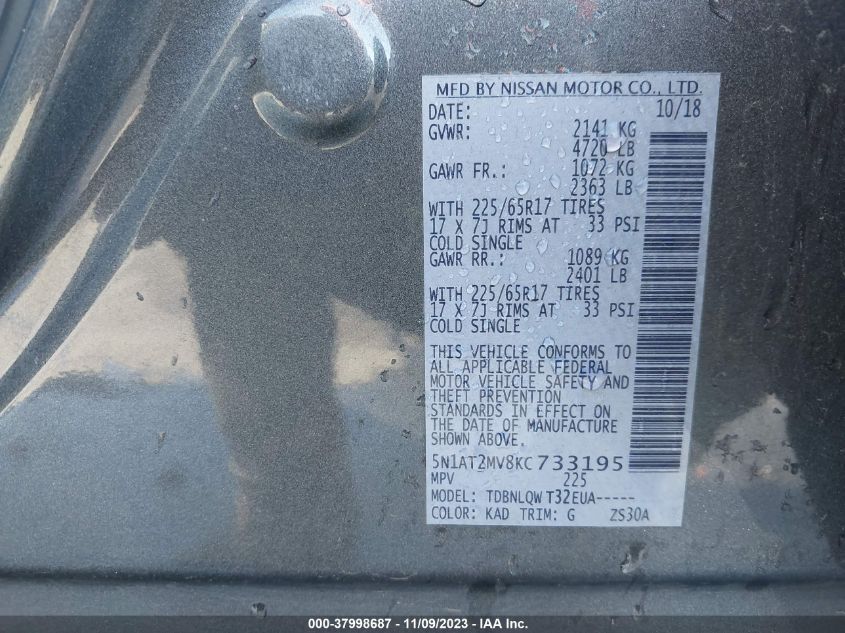 MFD BY NISSAN MOTOR CO., LTD.
DATE: 10/18
GVWR: 2141 KG
4720 LB
GAWR FR.: 1072 KG
2363 LB
WITH 225/65R17 TIRES
17 X 7J RIMS AT 33 PSI
COLD SINGLE
GAWR RR.: 1089 KG
2401 LB
WITH 225/65R17 TIRES
17 X 7J RIMS AT 33 PSI
COLD SINGLE
THIS VEHICLE CONFORMS TO
ALL APPLICABLE FEDERAL
MOTOR VEHICLE SAFETY AND
THEFT PREVENTION
STANDARDS IN EFFECT ON
THE DATE OF MANUFACTURE
SHOWN ABOVE.
5N1AT2MV8KC733195
MPV 225
MODEL: TDBNLQW T32EUA-----
COLOR: KAD TRIM: G ZS30A
000-37998687 - 11/09/2023 - Copyright © IAA, Inc.